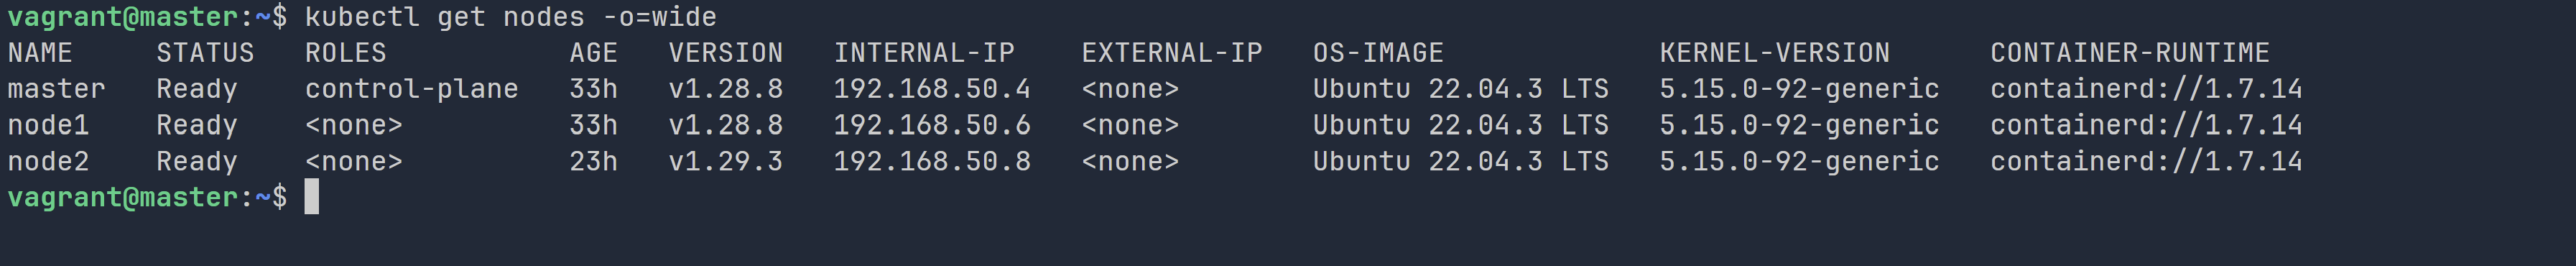 vagrant@master:~$ kubectl get nodes -o=wide
NAME     STATUS   ROLES           AGE   VERSION   INTERNAL-IP    EXTERNAL-IP   OS-IMAGE             KERNEL-VERSION      CONTAINER-RUNTIME
master   Ready    control-plane   33h   v1.28.8   192.168.50.4   <none>        Ubuntu 22.04.3 LTS   5.15.0-92-generic   containerd://1.7.14
node1    Ready    <none>          33h   v1.28.8   192.168.50.6   <none>        Ubuntu 22.04.3 LTS   5.15.0-92-generic   containerd://1.7.14
node2    Ready    <none>          23h   v1.29.3   192.168.50.8   <none>        Ubuntu 22.04.3 LTS   5.15.0-92-generic   containerd://1.7.14
vagrant@master:~$